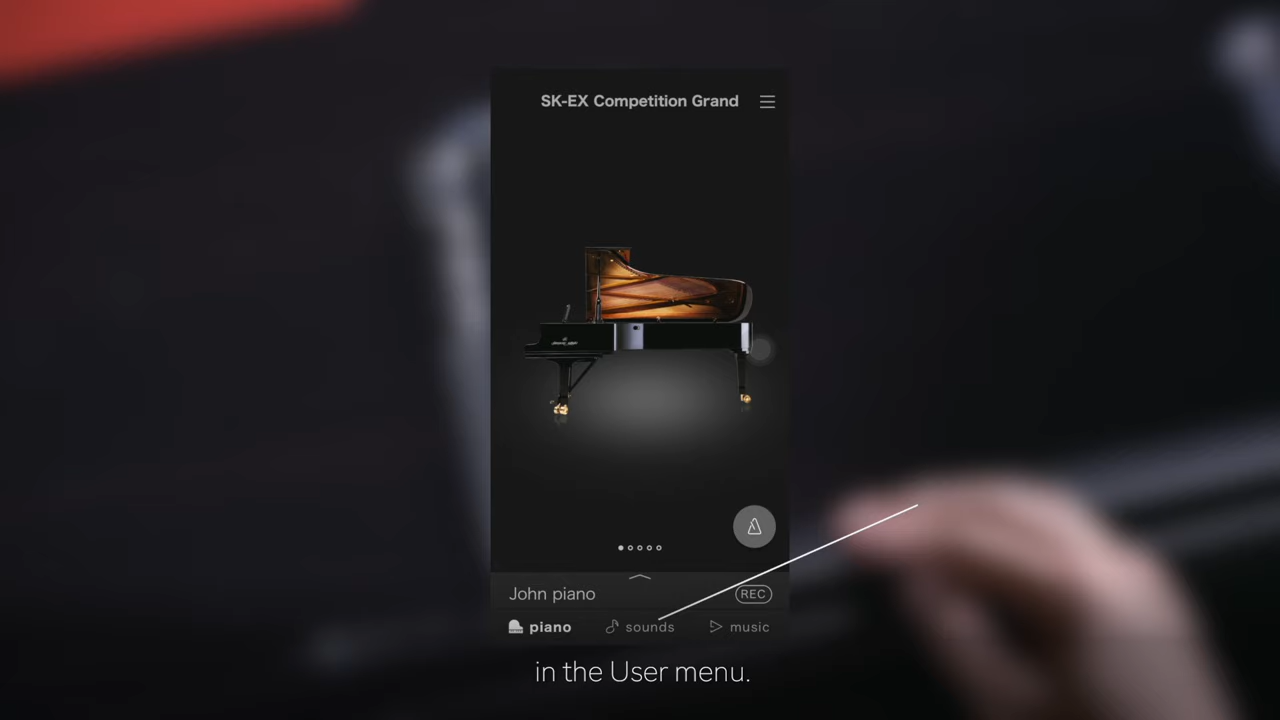 SK-EX Competition Grand
John piano
REC
piano
sounds
music
in the User menu.